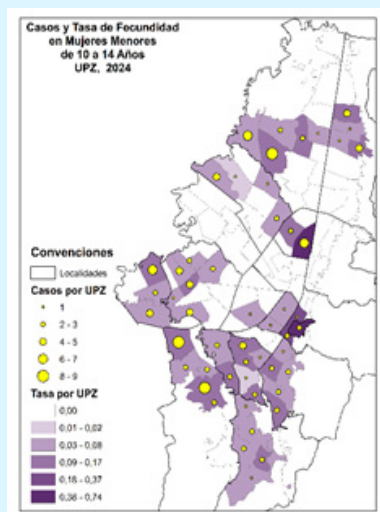 Casos y Tasa de Fecundidad
en Mujeres Menores
de 10 a 14 Años
UPZ, 2024
Convenciones
Localidades
Casos por UPZ
1
2 - 3
4 - 5
6 - 7
8 - 9
Tasa por UPZ
0,00
0,01 - 0,02
0,03 - 0,08
0,09 - 0,17
0,18 - 0,37
0,38 - 0,74